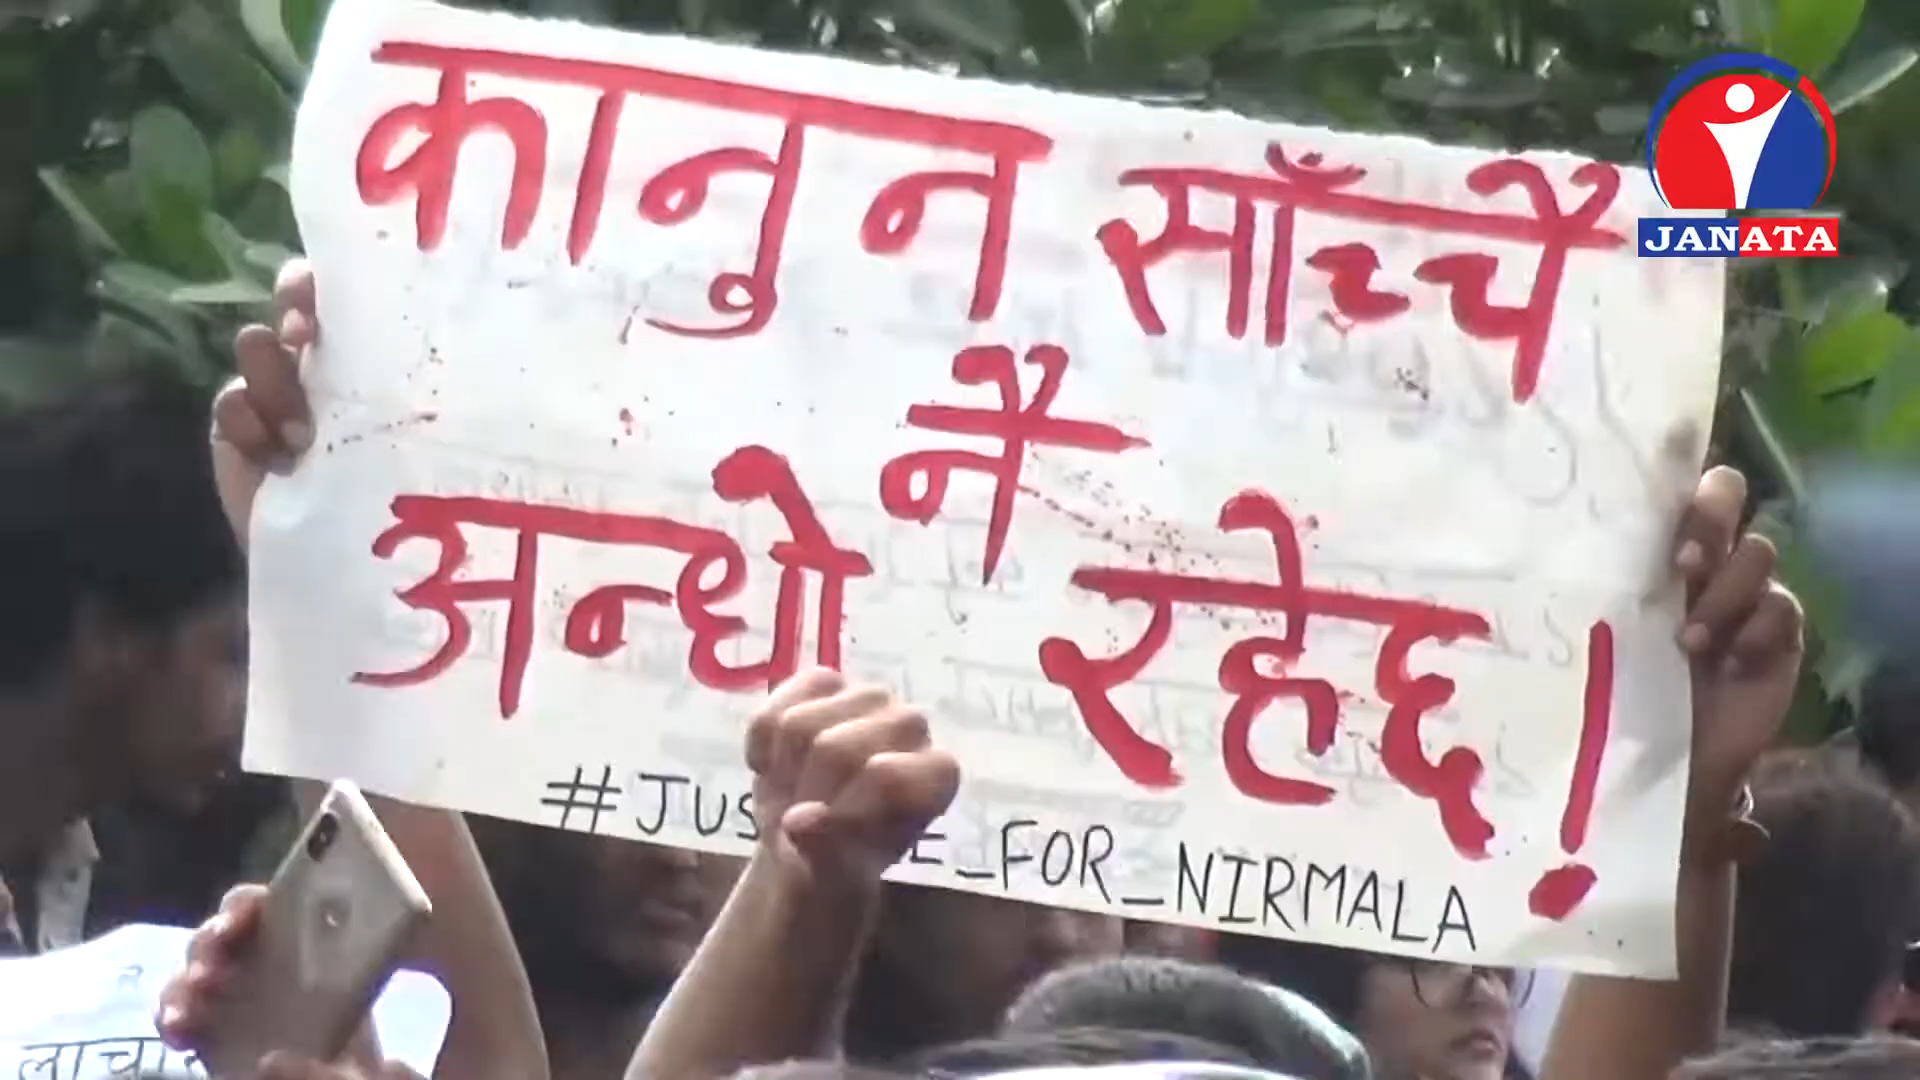 कानुन साँच्चै
नै
अन्धो रहेछ!
#JUS E_FOR_NIRMALA
JANATA
लाचार